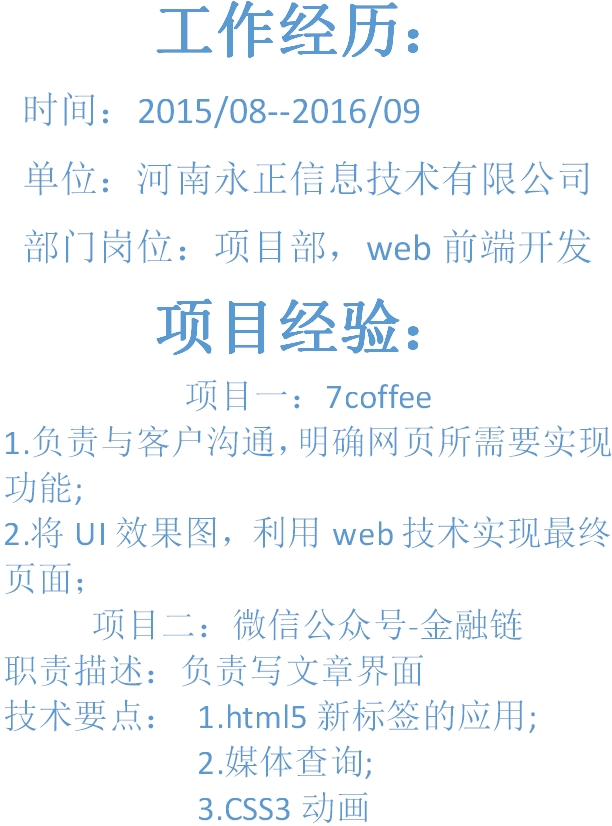 工作经历：
时间：2015/08--2016/09
单位：河南永正信息技术有限公司
部门岗位：项目部，web 前端开发
项目经验：
项目一：7coffee
1.负责与客户沟通，明确网页所需要实现
功能;
2.将 UI 效果图，利用 web 技术实现最终
页面；
项目二：微信公众号-金融链
职责描述：负责写文章界面
技术要点： 1.html5 新标签的应用;
2.媒体查询;
3.CSS3 动画